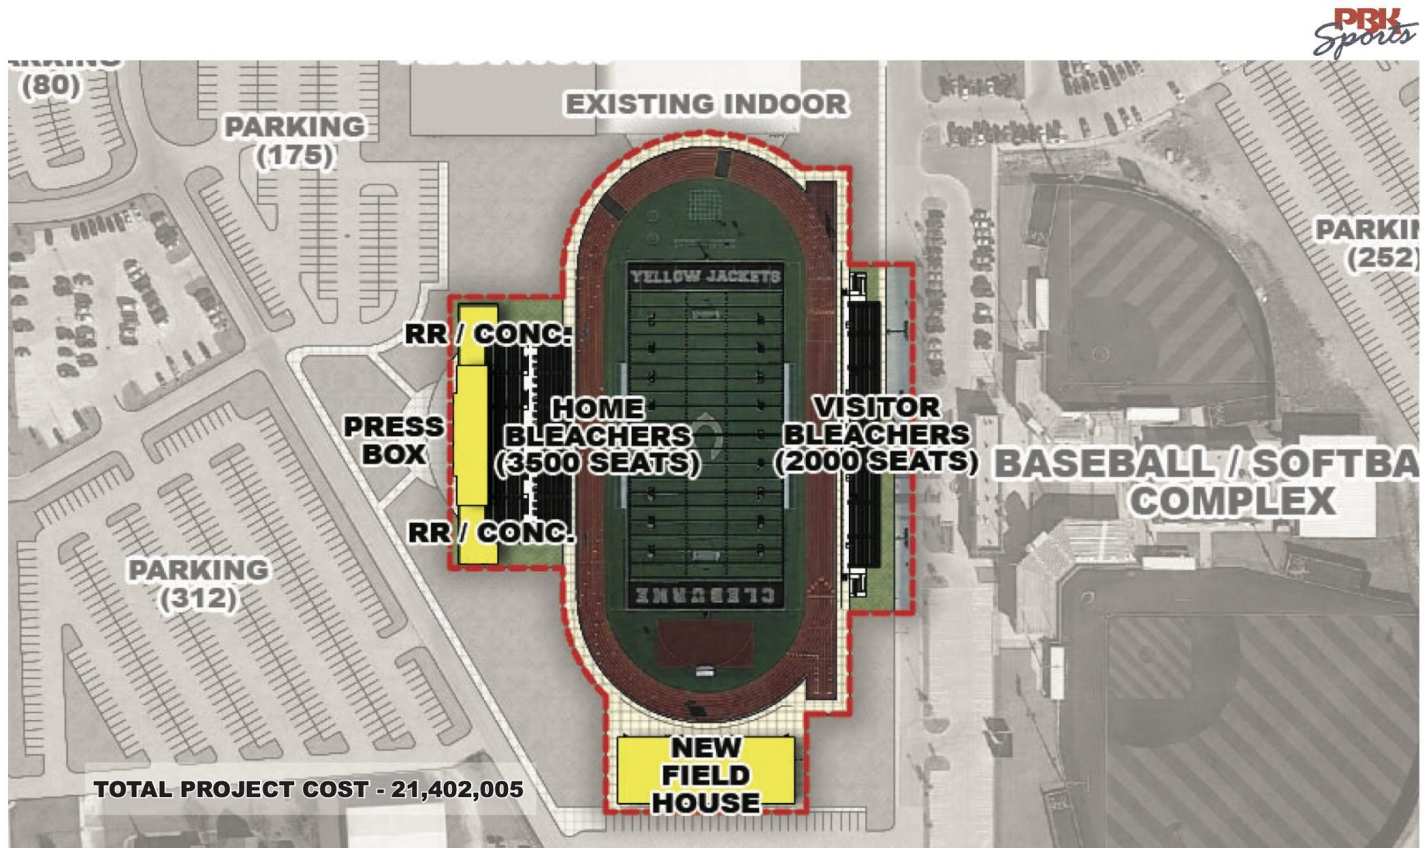 PBK
Sports
PARKING
(80)
EXISTING INDOOR
PARKING
(175)
PARKI
(252)
YELLOW JACKETS
RR / CONC.
HOME
BLEACHERS
(3500 SEATS)
VISITOR
BLEACHERS
(2000 SEATS)
PRESS
BOX
BASEBALL / SOFTBA
COMPLEX
RR / CONC.
PARKING
(312)
CLEBURNE
NEW
FIELD
HOUSE
TOTAL PROJECT COST - 21,402,005